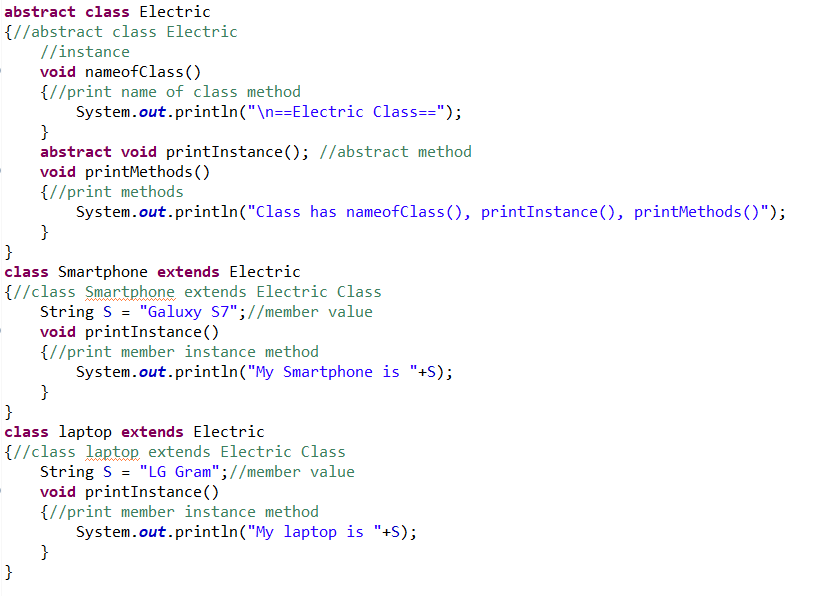 abstract class Electric
{//abstract class Electric
    //instance
    void nameofClass()
    {//print name of class method
        System.out.println("\n==Electric Class==");
    }
    abstract void printInstance(); //abstract method
    void printMethods()
    {//print methods
        System.out.println("Class has nameofClass(), printInstance(), printMethods()");
    }
}
class Smartphone extends Electric
{//class Smartphone extends Electric Class
    String S = "Galuxy S7";//member value
    void printInstance()
    {//print member instance method
        System.out.println("My Smartphone is "+S);
    }
}
class laptop extends Electric
{//class laptop extends Electric Class
    String S = "LG Gram";//member value
    void printInstance()
    {//print member instance method
        System.out.println("My laptop is "+S);
    }
}